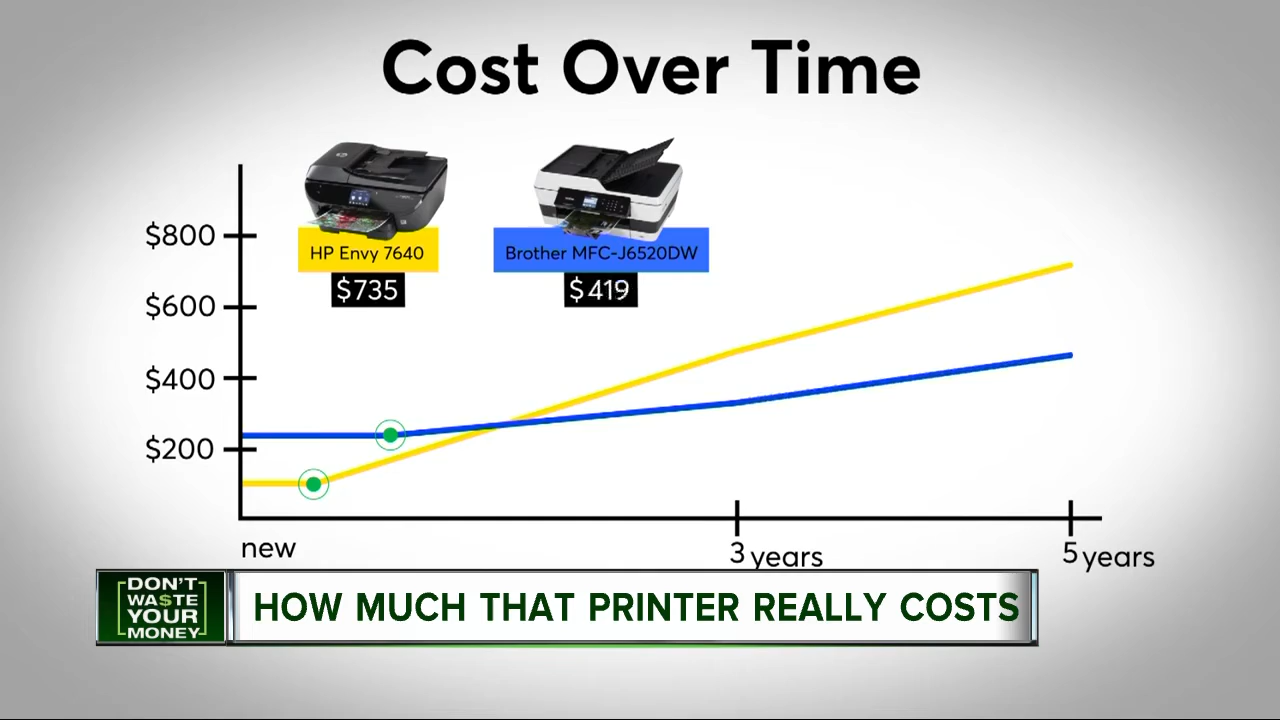 Cost Over Time
HP Envy 7640
Brother MFC-J6520DW
$735
$419
$800
$600
$400
$200
new
3 years
5 years
DON'T
WA$TE
YOUR
MONEY
HOW MUCH THAT PRINTER REALLY COSTS